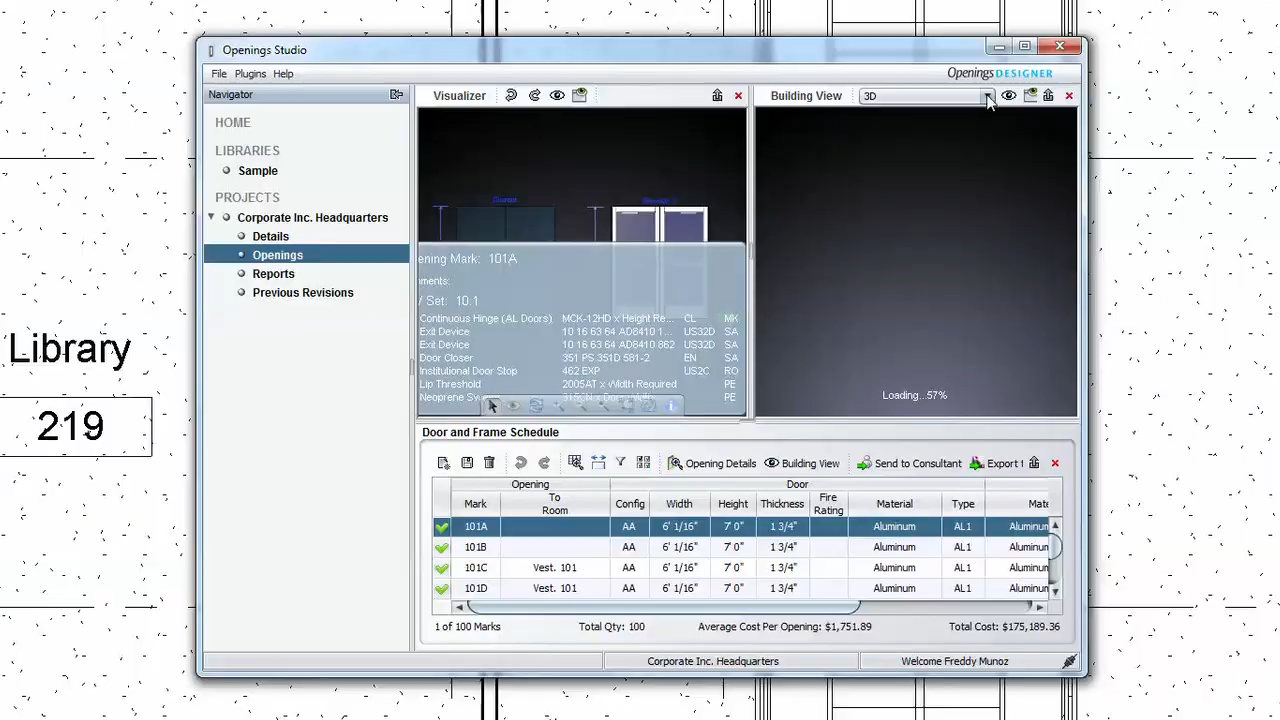 Openings Studio
File Plugins Help
Openings DESIGNER
Navigator
HOME
LIBRARIES
Sample
PROJECTS
Corporate Inc. Headquarters
Details
Openings
Reports
Previous Revisions
Visualizer
ening Mark: 101A
ments:
/ Set: 10.1
Continuous Hinge (AL Doors) MCK-12HD x Height Re... CL MK
Exit Device 10 16 63 64 AD8410 1... US32D SA
Exit Device 10 16 63 64 AD8410 862 US32D SA
Door Closer 351 PS 351D 581-2 EN SA
Institutional Door Stop 462 EXP US2C RO
Lip Threshold 2005AT x Width Required PE
Neoprene PE
Building View 3D
Loading...57%
Door and Frame Schedule
Opening Details Building View Send to Consultant Export
Opening Door
Mark To Room Config Width Height Thickness Fire Rating Material Type Mate
101A AA 6' 1/16" 7' 0" 1 3/4" Aluminum AL1 Aluminum
101B AA 6' 1/16" 7' 0" 1 3/4" Aluminum AL1 Aluminum
101C Vest. 101 AA 6' 1/16" 7' 0" 1 3/4" Aluminum AL1 Aluminum
101D Vest. 101 AA 6' 1/16" 7' 0" 1 3/4" Aluminum AL1 Aluminum
1 of 100 Marks Total Qty: 100 Average Cost Per Opening: $1,751.89 Total Cost: $175,189.36
Corporate Inc. Headquarters Welcome Freddy Munoz
Library
219